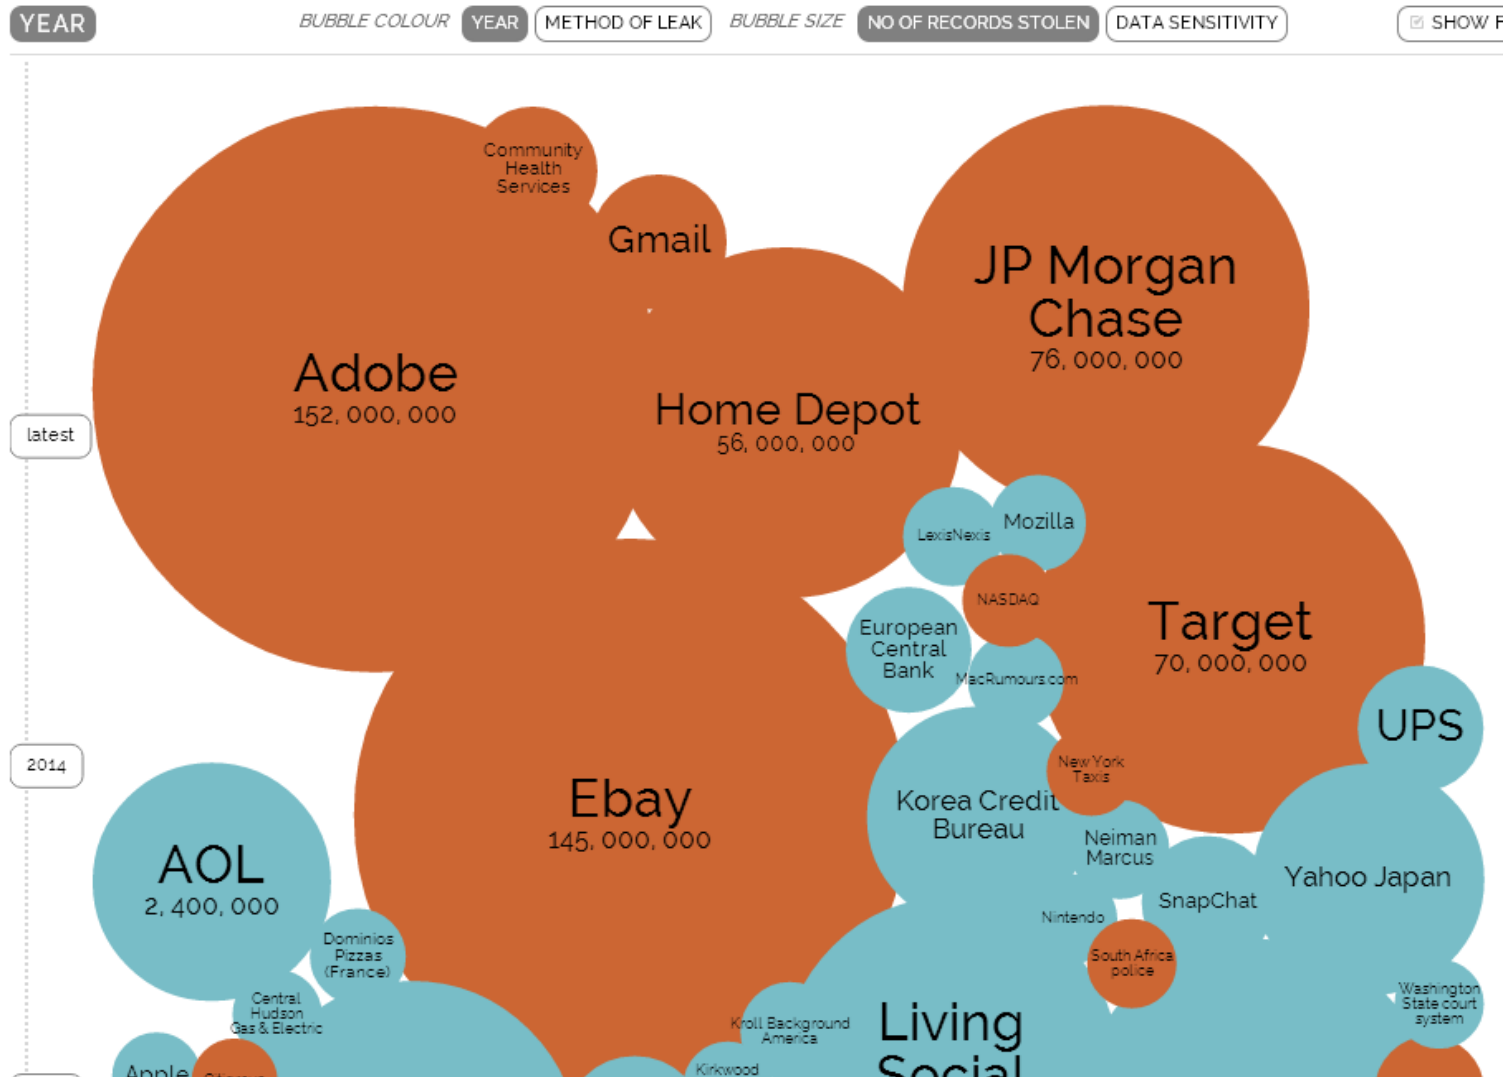 YEAR
BUBBLE COLOUR YEAR METHOD OF LEAK BUBBLE SIZE NO OF RECORDS STOLEN DATA SENSITIVITY SHOW F
Community
Health
Services
Gmail
JP Morgan
Chase
76, 000, 000
Adobe
152, 000, 000
Home Depot
56, 000, 000
latest
LexisNexis
Mozilla
NASDAQ
European
Central
Bank
MacRumours.com
Target
70, 000, 000
UPS
2014
New York
Taxis
Ebay
145, 000, 000
Korea Credit
Bureau
Neiman
Marcus
AOL
2, 400, 000
Yahoo Japan
SnapChat
Nintendo
Dominios
Pizzas
(France)
South Africa
police
Central
Hudson
Gas & Electric
Washington
State court
system
Kroll Background
America
Living
Social
Kirkwood
Apple